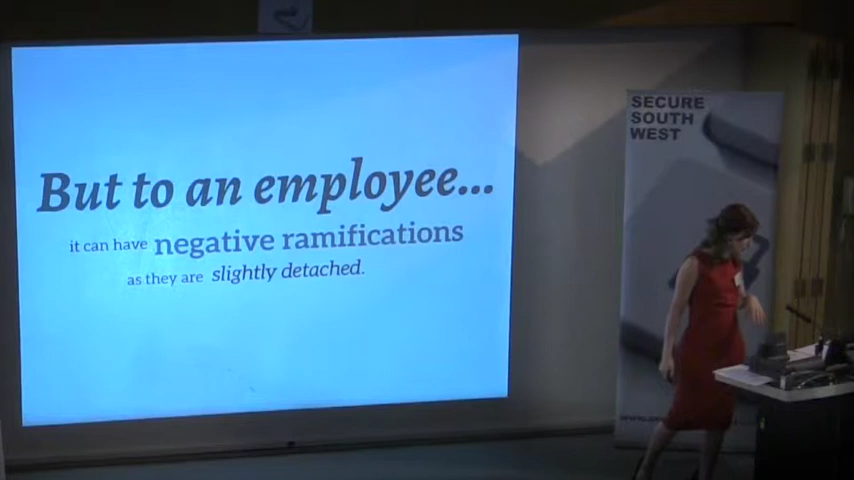 But to an employee...
it can have negative ramifications
as they are slightly detached.
SECURE
SOUTH
WEST